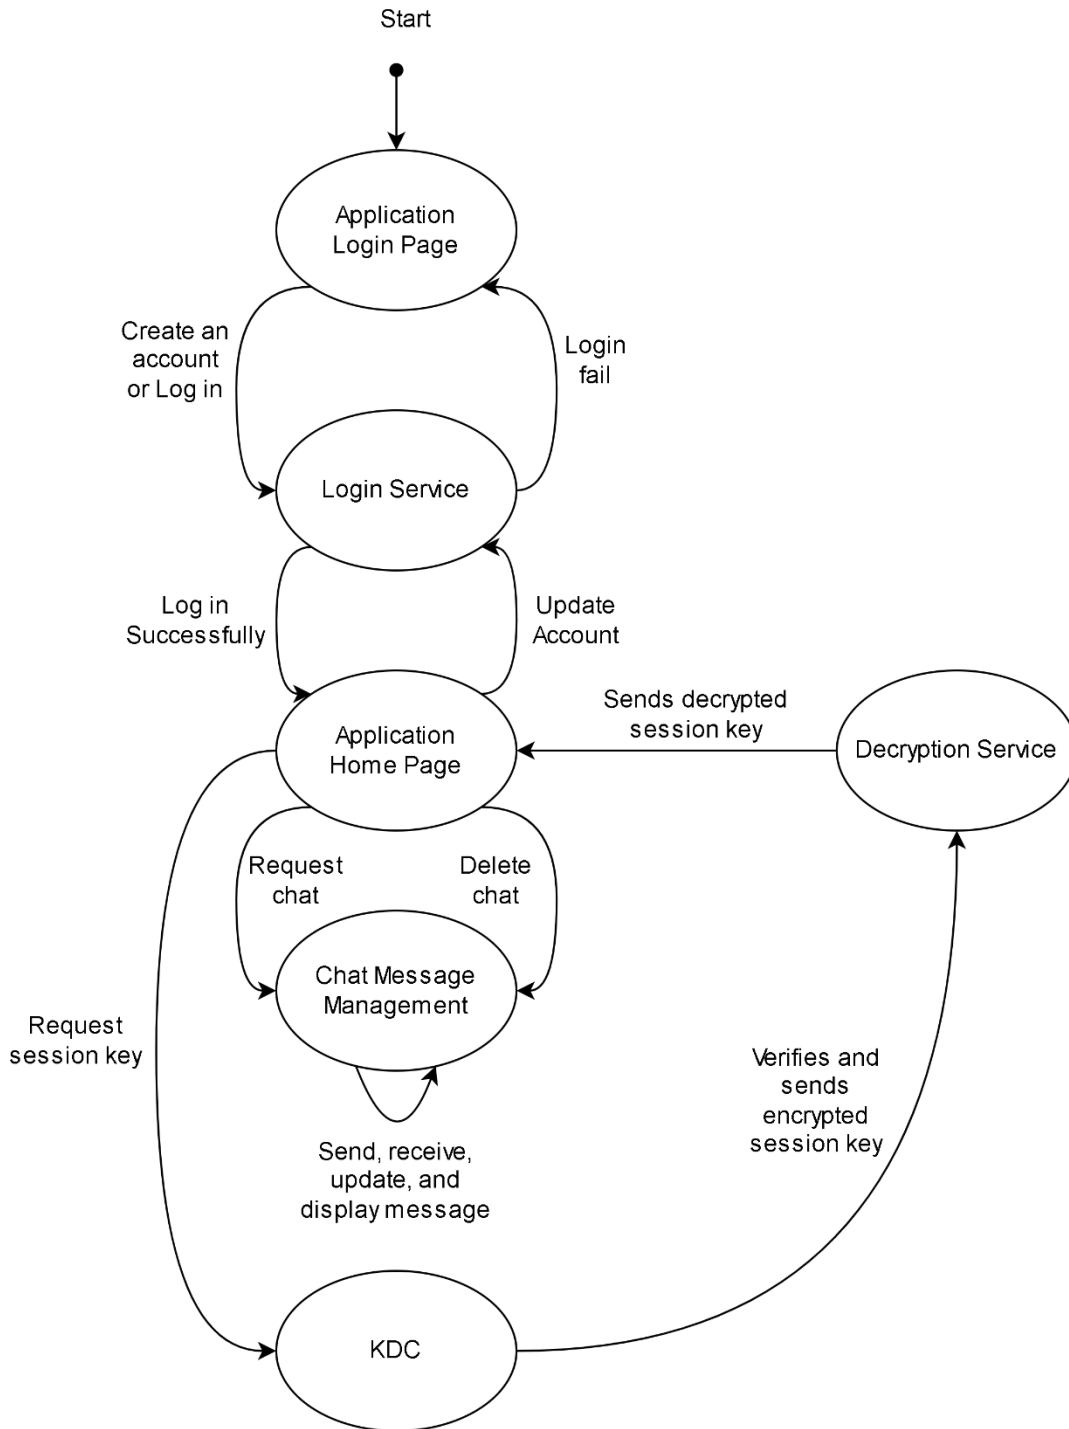 Start
Application
Login Page
Create an
account
or Log in
Login
fail
Login Service
Log in
Successfully
Update
Account
Application
Home Page
Sends decrypted
session key
Decryption Service
Request
chat
Delete
chat
Chat Message
Management
Request
session key
Verifies and
sends
encrypted
session key
Send, receive,
update, and
display message
KDC